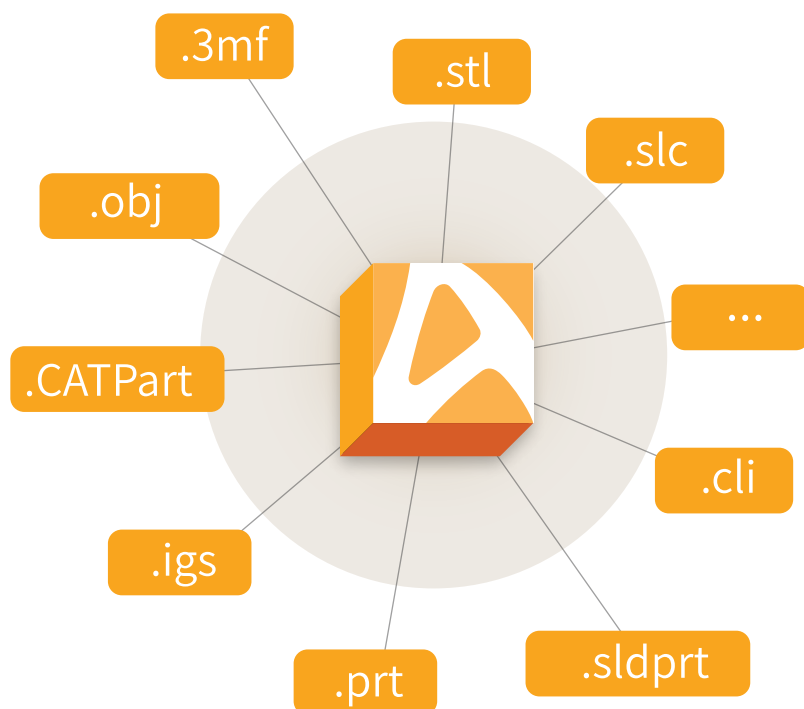 .3mf
.stl
.slc
.obj
...
.CATPart
.cli
.igs
.sldprt
.prt